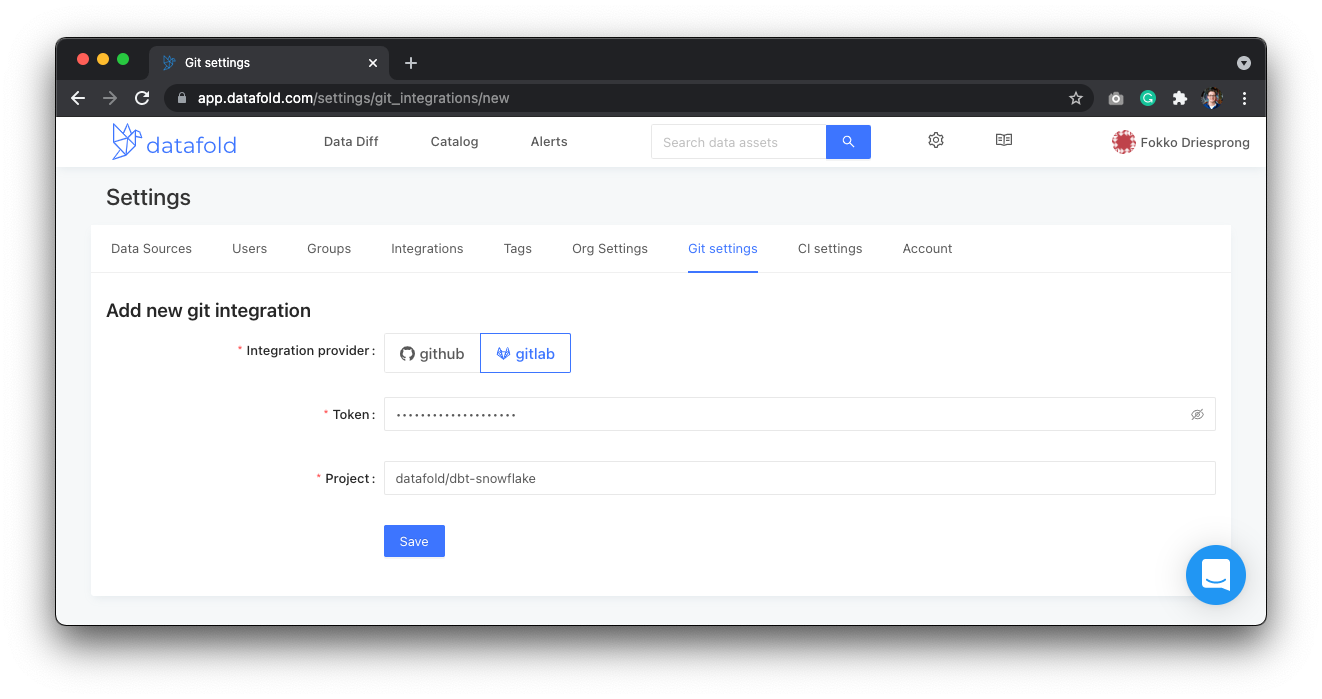 Git settings
app.datafold.com/settings/git_integrations/new
datafold Data Diff Catalog Alerts Search data assets Fokko Driesprong
Settings
Data Sources Users Groups Integrations Tags Org Settings Git settings CI settings Account
Add new git integration
* Integration provider : github gitlab
* Token : ••••••••••••••••••••
* Project : datafold/dbt-snowflake
Save